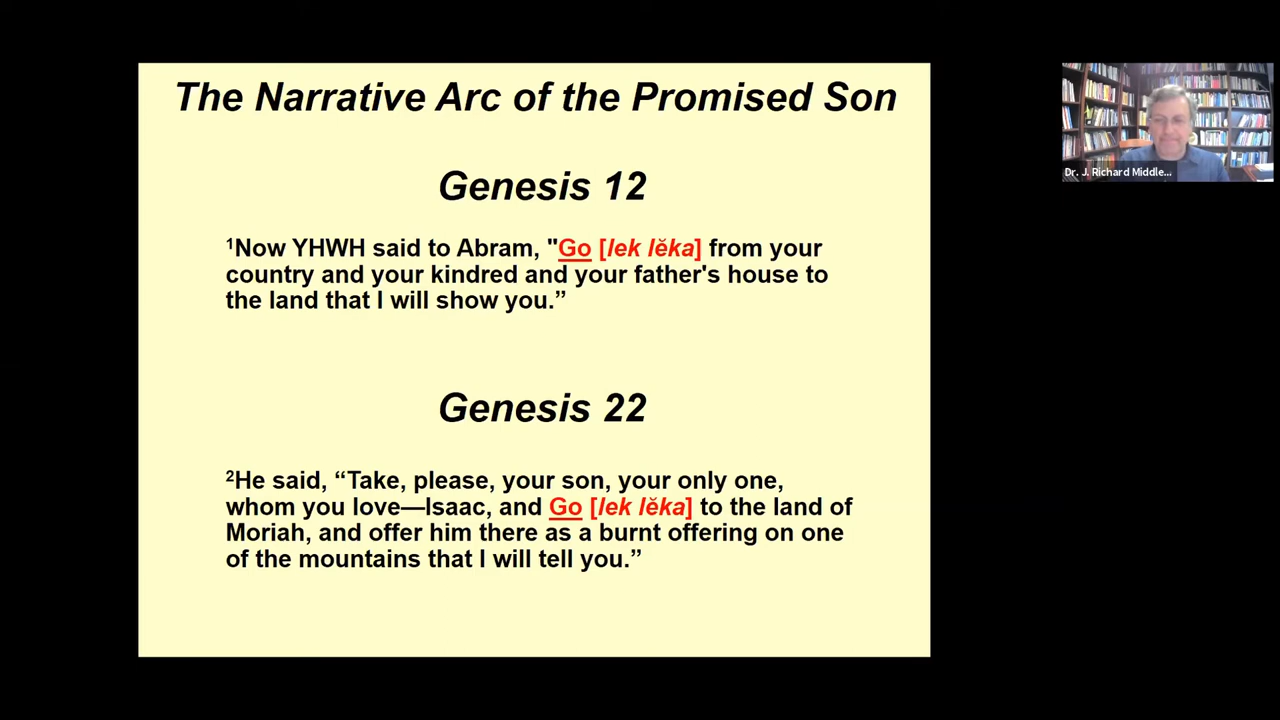 The Narrative Arc of the Promised Son
Genesis 12
¹Now YHWH said to Abram, "Go [lek lĕka] from your
country and your kindred and your father's house to
the land that I will show you.”
Genesis 22
²He said, “Take, please, your son, your only one,
whom you love—Isaac, and Go [lek lĕka] to the land of
Moriah, and offer him there as a burnt offering on one
of the mountains that I will tell you.”
Dr. J. Richard Middle...